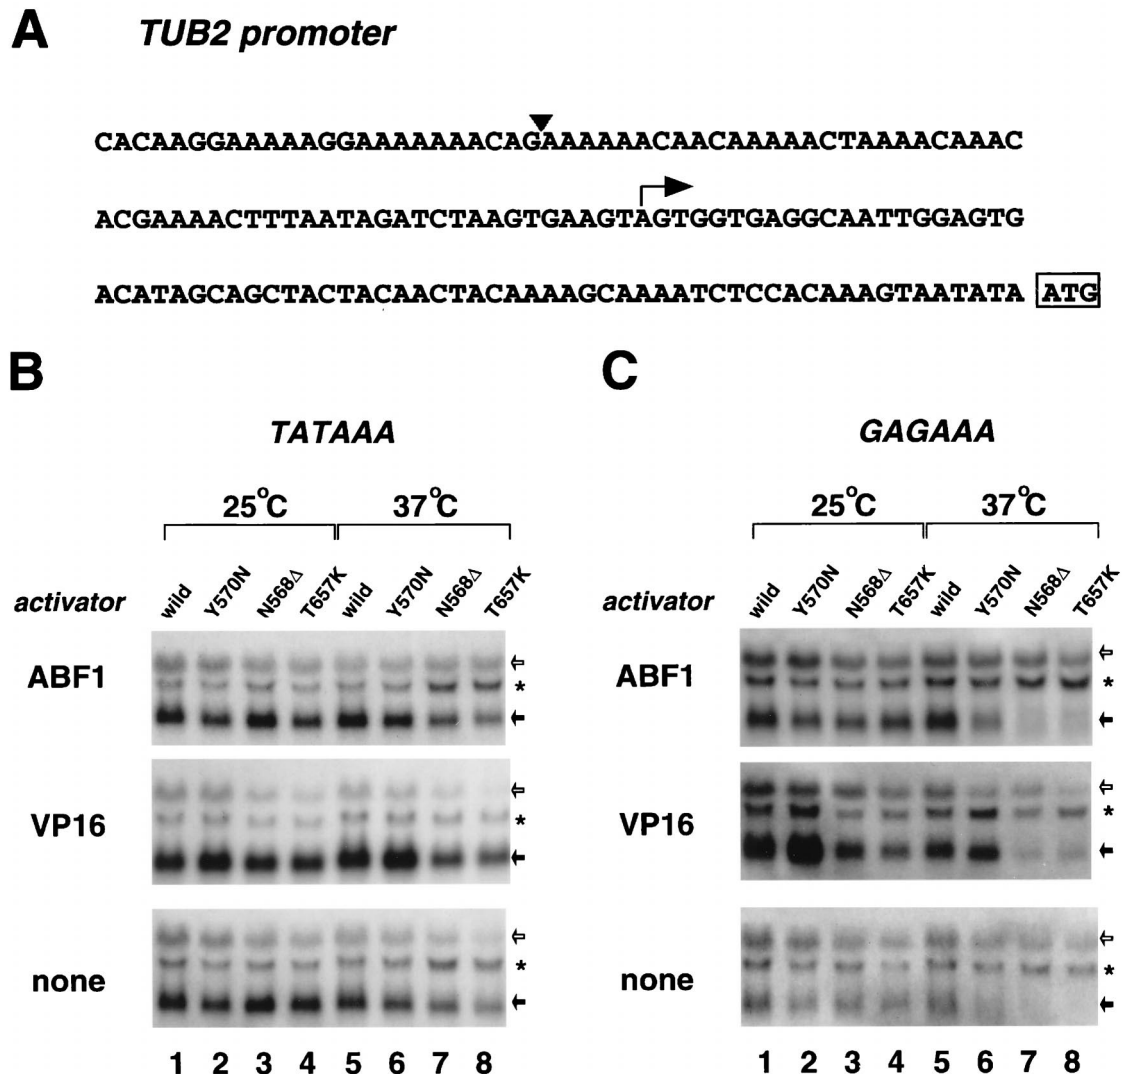 A TUB2 promoter
CACAAGGAAAAAGGAAAAAAACAGAAAAAACAACAAAAACTAAAACAAAC
ACGAAAACTTTAATAGATCTAAGTGAAGTAGTGGTGAGGCAATTGGAGTG
ACATAGCAGCTACTACAACTACAAAAGCAAAATCTCCACAAAGTAATATA ATG
B
TATAAA
25°C 37°C
activator wild Y570N N568Δ T657K wild Y570N N568Δ T657K
ABF1
*
VP16
*
none
*
1 2 3 4 5 6 7 8
C
GAGAAA
25°C 37°C
activator wild Y570N N568Δ T657K wild Y570N N568Δ T657K
ABF1
*
VP16
*
none
*
1 2 3 4 5 6 7 8